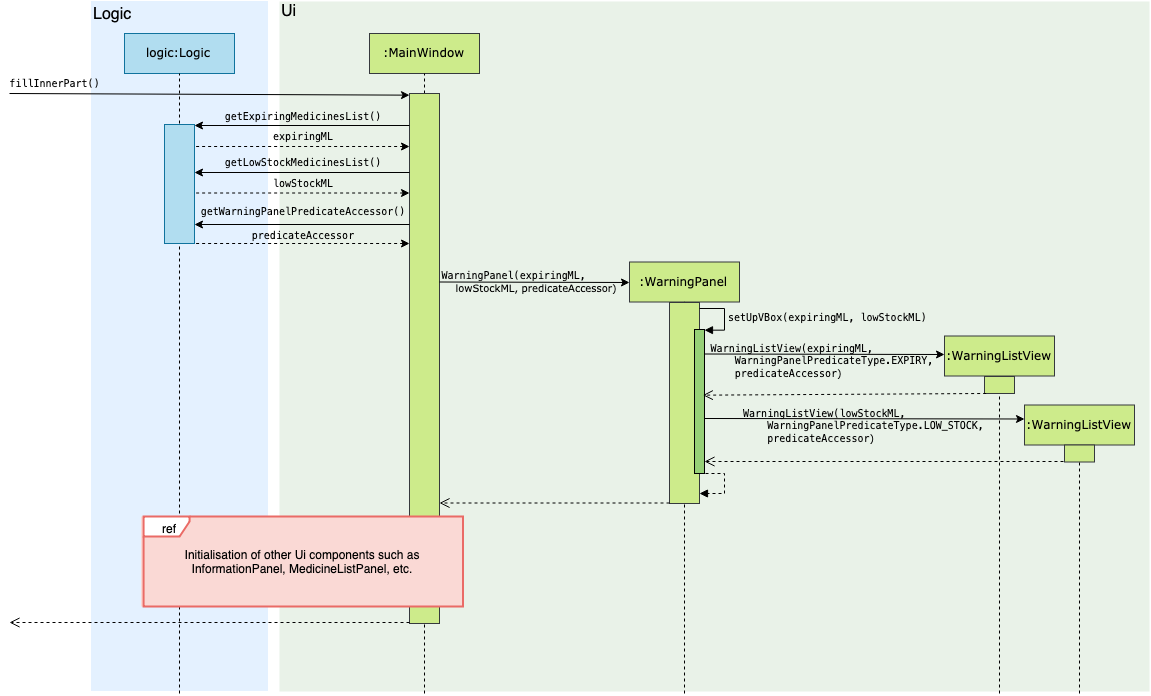 Logic
Ui
logic:Logic
:MainWindow
fillInnerPart()
getExpiringMedicinesList()
expiringML
getLowStockMedicinesList()
lowStockML
getWarningPanelPredicateAccessor()
predicateAccessor
WarningPanel(expiringML,
lowStockML, predicateAccessor)
:WarningPanel
setUpVBox(expiringML, lowStockML)
WarningListView(expiringML,
WarningPanelPredicateType.EXPIRY,
predicateAccessor)
:WarningListView
WarningListView(lowStockML,
WarningPanelPredicateType.LOW_STOCK,
predicateAccessor)
:WarningListView
ref
Initialisation of other Ui components such as
InformationPanel, MedicineListPanel, etc.